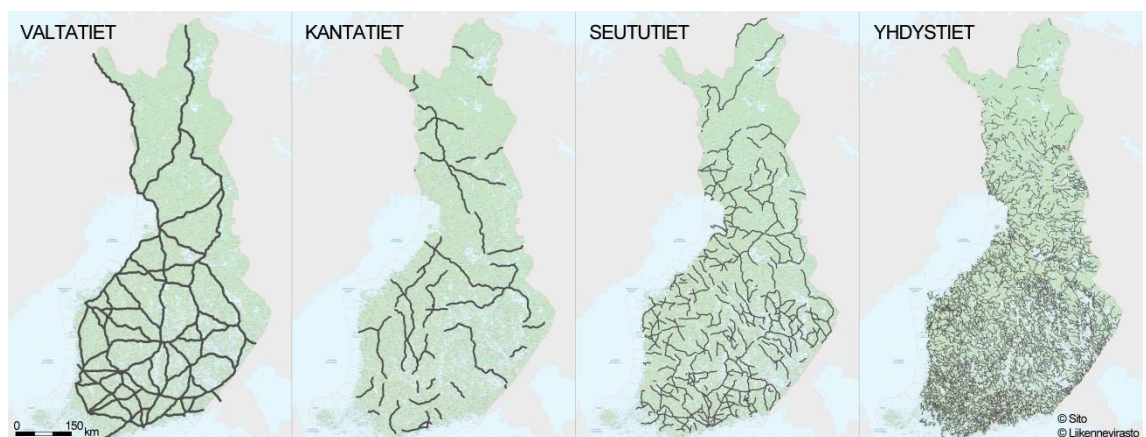 VALTATIET
KANTATIET
SEUTUTIET
YHDYSTIET
0 150
km
© Sito
© Liikennevirasto